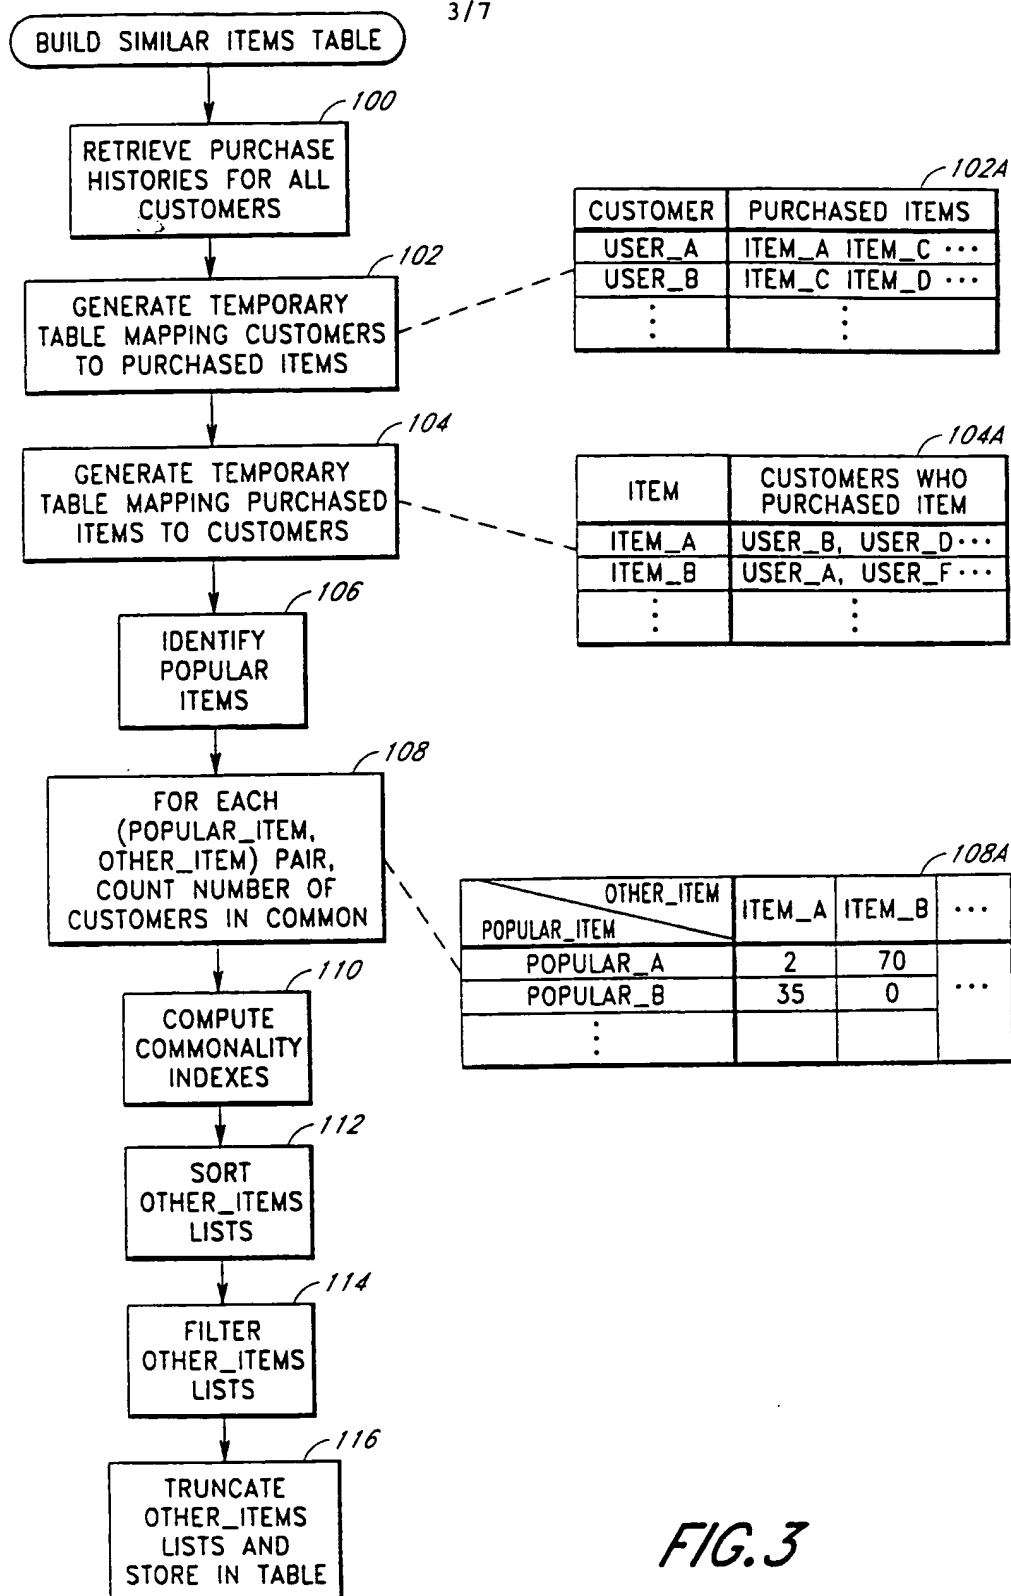 3/7
BUILD SIMILAR ITEMS TABLE
100
RETRIEVE PURCHASE
HISTORIES FOR ALL
CUSTOMERS
102
GENERATE TEMPORARY
TABLE MAPPING CUSTOMERS
TO PURCHASED ITEMS
102A
CUSTOMER PURCHASED ITEMS
USER_A ITEM_A ITEM_C ...
USER_B ITEM_C ITEM_D ...
104
GENERATE TEMPORARY
TABLE MAPPING PURCHASED
ITEMS TO CUSTOMERS
104A
ITEM
CUSTOMERS WHO
PURCHASED ITEM
ITEM_A USER_B, USER_D...
ITEM_B USER_A, USER_F...
106
IDENTIFY
POPULAR
ITEMS
108
FOR EACH
(POPULAR_ITEM,
OTHER_ITEM) PAIR,
COUNT NUMBER OF
CUSTOMERS IN COMMON
108A
OTHER_ITEM
POPULAR_ITEM
ITEM_A ITEM_B ...
POPULAR_A 2 70
POPULAR_B 35 0
...
110
COMPUTE
COMMONALITY
INDEXES
112
SORT
OTHER_ITEMS
LISTS
114
FILTER
OTHER_ITEMS
LISTS
116
TRUNCATE
OTHER_ITEMS
LISTS AND
STORE IN TABLE
FIG.3